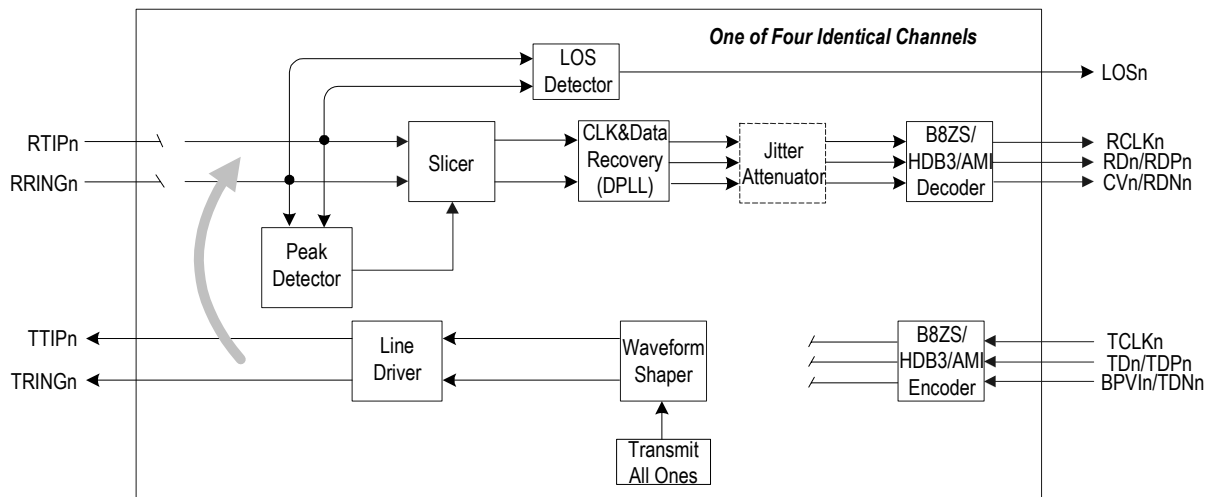 One of Four Identical Channels
LOS
Detector
LOSn
RTIPn
RRINGn
Slicer
CLK&Data
Recovery
(DPLL)
Jitter
Attenuator
B8ZS/
HDB3/AMI
Decoder
RCLKn
RDn/RDPn
CVn/RDNn
Peak
Detector
TTIPn
TRINGn
Line
Driver
Waveform
Shaper
B8ZS/
HDB3/AMI
Encoder
TCLKn
TDn/TDPn
BPVIn/TDNn
Transmit
All Ones